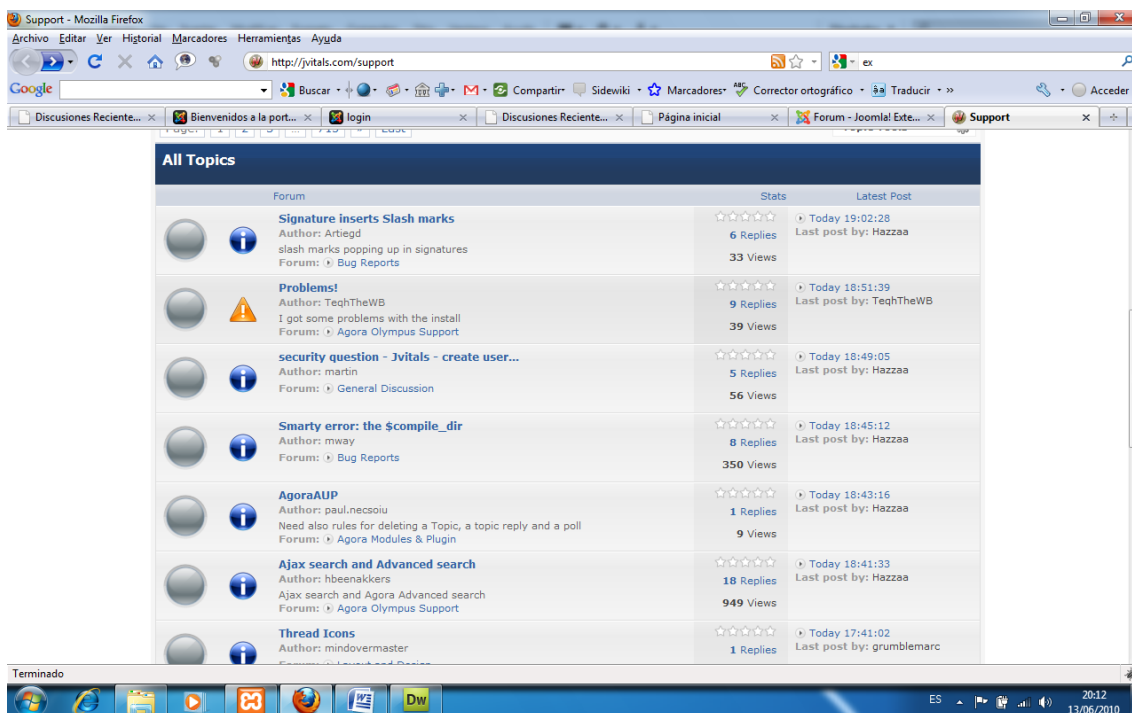 Support - Mozilla Firefox
Archivo Editar Ver Historial Marcadores Herramientas Ayuda
http://jvitals.com/support
ex
Google Buscar Compartir Sidewiki Marcadores Corrector ortográfico Traducir » Acceder
Discusiones Reciente... Bienvenidos a la port... login Discusiones Reciente... Página inicial Forum - Joomla! Exte... Support
Page: 1 2 3 ... 715 » Last
All Topics
Forum Stats Latest Post
Signature inserts Slash marks
Author: Artiegd
slash marks popping up in signatures
Forum: Bug Reports
6 Replies
33 Views
Today 19:02:28
Last post by: Hazzaa
Problems!
Author: TeqhTheWB
I got some problems with the install
Forum: Agora Olympus Support
9 Replies
39 Views
Today 18:51:39
Last post by: TeqhTheWB
security question - Jvitals - create user...
Author: martin
Forum: General Discussion
5 Replies
56 Views
Today 18:49:05
Last post by: Hazzaa
Smarty error: the $compile_dir
Author: mway
Forum: Bug Reports
8 Replies
350 Views
Today 18:45:12
Last post by: Hazzaa
AgoraAUP
Author: paul.necsoiu
Need also rules for deleting a Topic, a topic reply and a poll
Forum: Agora Modules & Plugin
1 Replies
9 Views
Today 18:43:16
Last post by: Hazzaa
Ajax search and Advanced search
Author: hbeenakkers
Ajax search and Agora Advanced search
Forum: Agora Olympus Support
18 Replies
949 Views
Today 18:41:33
Last post by: Hazzaa
Thread Icons
Author: mindovermaster
Forum: Layout and Design
1 Replies
Today 17:41:02
Last post by: grumblemarc
Terminado
Dw
ES
20:12
13/06/2010